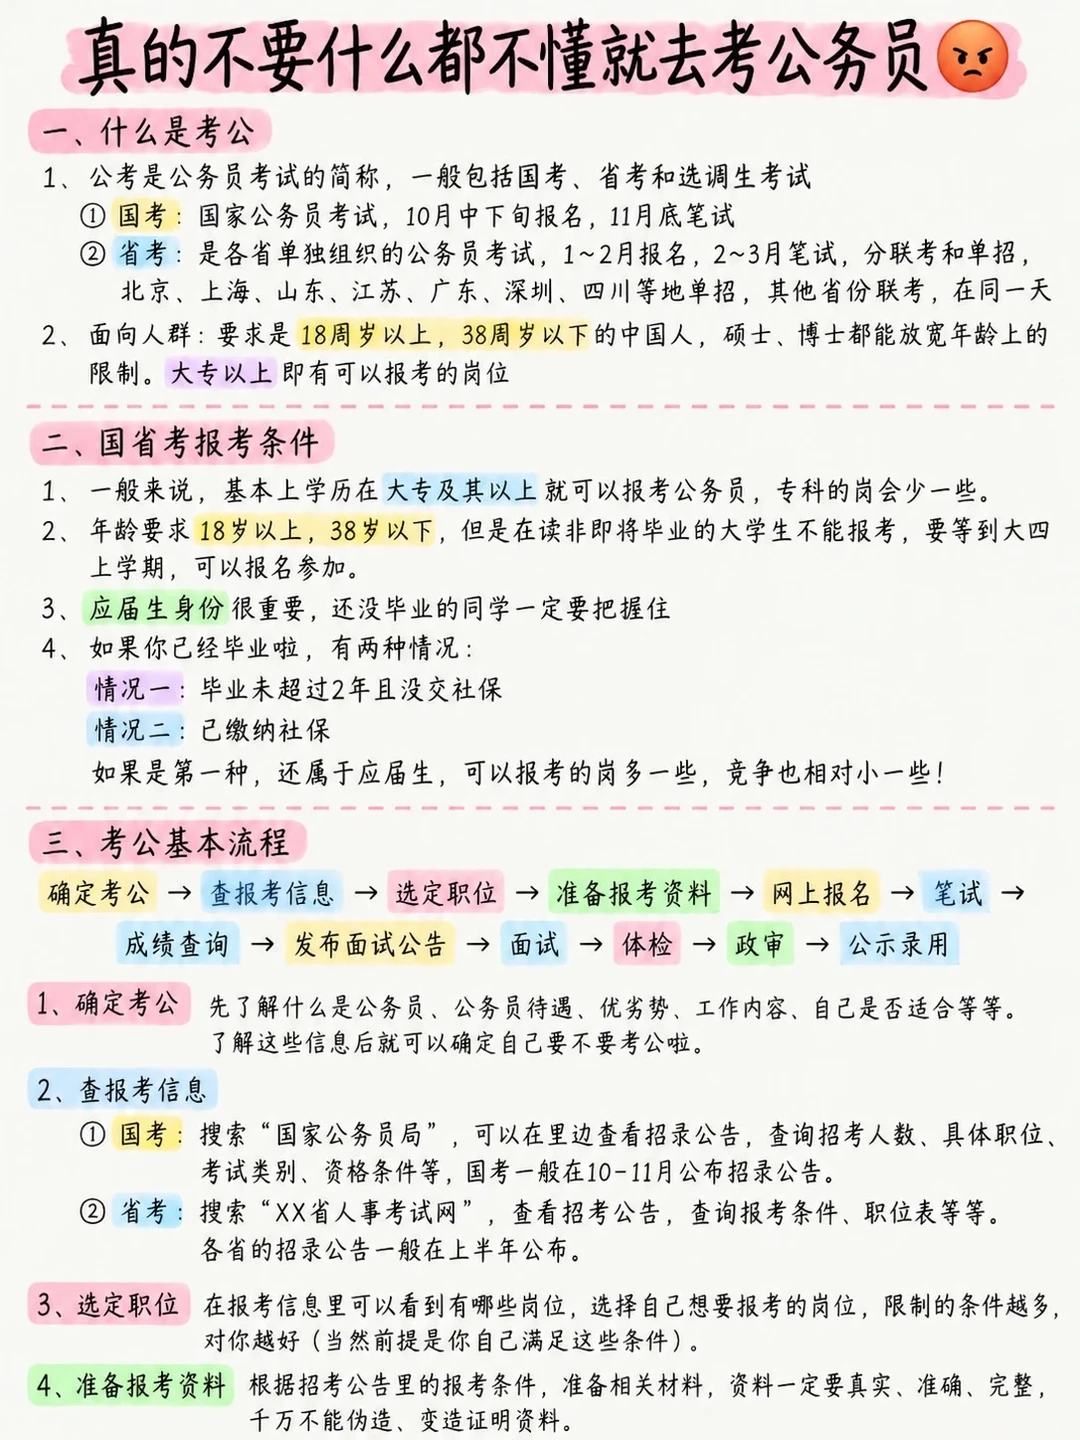 真的不要什么都不懂就去考公务员😡
一、什么是考公
1、公考是公务员考试的简称，一般包括国考、省考和选调生考试
① 国考：国家公务员考试，10月中下旬报名，11月底笔试
② 省考：是各省单独组织的公务员考试，1~2月报名，2~3月笔试，分联考和单招，
北京、上海、山东、江苏、广东、深圳、四川等地单招，其他省份联考，在同一天
2、面向人群：要求是18周岁以上，38周岁以下的中国人，硕士、博士都能放宽年龄上的
限制。大专以上即有可以报考的岗位
二、国省考报考条件
1、一般来说，基本上学历在大专及其以上就可以报考公务员，专科的岗会少一些。
2、年龄要求18岁以上，38岁以下，但是在读非即将毕业的大学生不能报考，要等到大四
上学期，可以报名参加。
3、应届生身份很重要，还没毕业的同学一定要把握住
4、如果你已经毕业啦，有两种情况：
情况一：毕业未超过2年且没交社保
情况二：已缴纳社保
如果是第一种，还属于应届生，可以报考的岗多一些，竞争也相对小一些！
三、考公基本流程
确定考公 → 查报考信息 → 选定职位 → 准备报考资料 → 网上报名 → 笔试 →
成绩查询 → 发布面试公告 → 面试 → 体检 → 政审 → 公示录用
1、确定考公 先了解什么是公务员、公务员待遇、优劣势、工作内容、自己是否适合等等。
了解这些信息后就可以确定自己要不要考公啦。
2、查报考信息
① 国考：搜索“国家公务员局”，可以在里边查看招录公告，查询招考人数、具体职位、
考试类别、资格条件等，国考一般在10-11月公布招录公告。
② 省考：搜索“XX省人事考试网”，查看招考公告，查询报考条件、职位表等等。
各省的招录公告一般在上半年公布。
3、选定职位 在报考信息里可以看到有哪些岗位，选择自己想要报考的岗位，限制的条件越多，
对你越好（当然前提是你自己满足这些条件）。
4、准备报考资料 根据招考公告里的报考条件，准备相关材料，资料一定要真实、准确、完整，
千万不能伪造、变造证明资料。